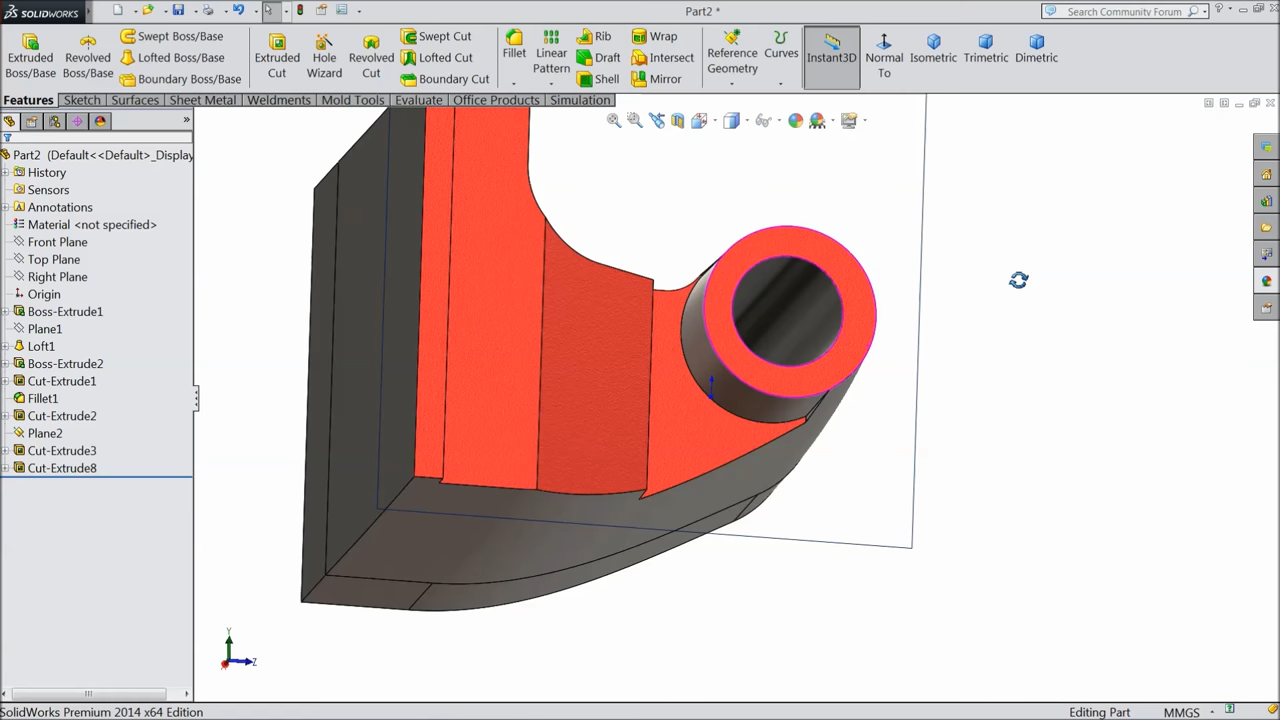 SOLIDWORKS
Part2 *
Search Community Forum
Extruded Boss/Base
Revolved Boss/Base
Swept Boss/Base
Lofted Boss/Base
Boundary Boss/Base
Extruded Cut
Hole Wizard
Revolved Cut
Swept Cut
Lofted Cut
Boundary Cut
Fillet
Linear Pattern
Rib
Draft
Shell
Wrap
Intersect
Mirror
Reference Geometry
Curves
Instant3D
Normal To
Isometric
Trimetric
Dimetric
Features Sketch Surfaces Sheet Metal Weldments Mold Tools Evaluate Office Products Simulation
Part2 (Default<<Default>_Display
History
Sensors
Annotations
Material <not specified>
Front Plane
Top Plane
Right Plane
Origin
Boss-Extrude1
Plane1
Loft1
Boss-Extrude2
Cut-Extrude1
Fillet1
Cut-Extrude2
Plane2
Cut-Extrude3
Cut-Extrude8
Y
Z
SolidWorks Premium 2014 x64 Edition
Editing Part
MMGS